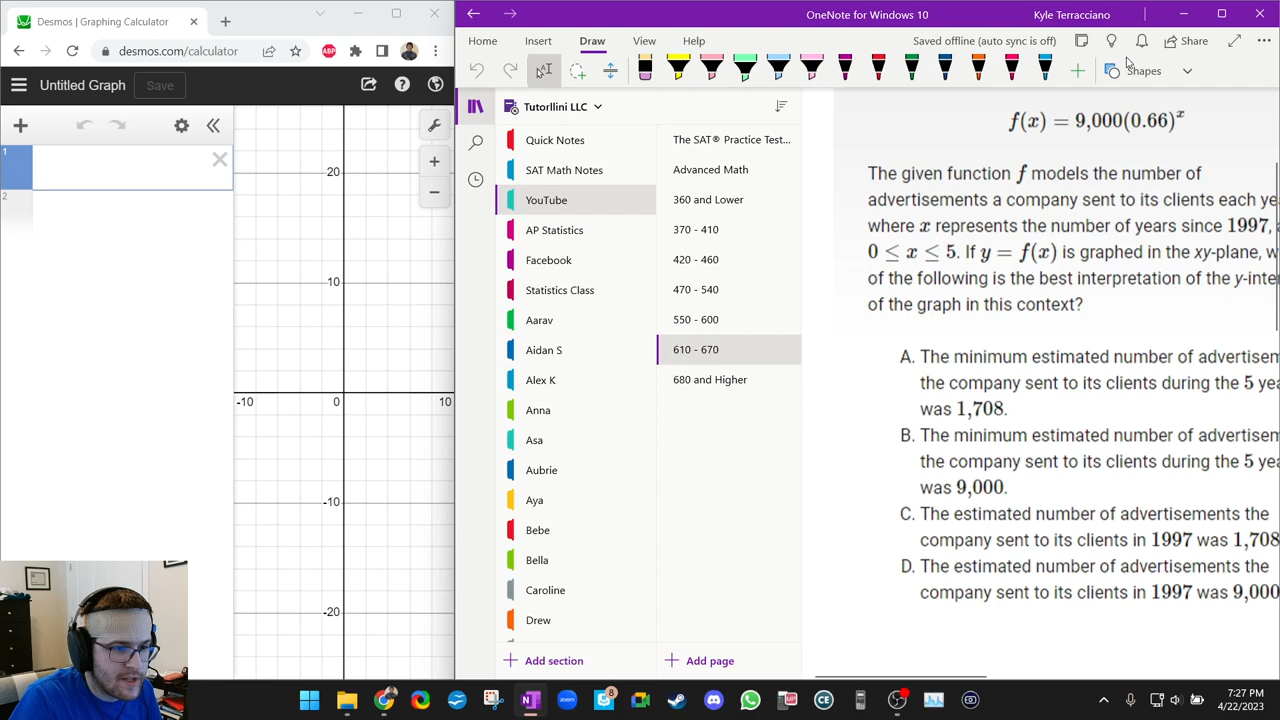 Desmos | Graphing Calculator
desmos.com/calculator
ABP
Untitled Graph
Save
1
2
20
10
-10
0
10
-10
-20
OneNote for Windows 10
Kyle Terracciano
Home
Insert
Draw
View
Help
Saved offline (auto sync is off)
Share
Shapes
Tutorllini LLC
Quick Notes
SAT Math Notes
YouTube
AP Statistics
Facebook
Statistics Class
Aarav
Aidan S
Alex K
Anna
Asa
Aubrie
Aya
Bebe
Bella
Caroline
Drew
Add section
The SAT® Practice Test...
Advanced Math
360 and Lower
370 - 410
420 - 460
470 - 540
550 - 600
610 - 670
680 and Higher
Add page
f(x) = 9,000(0.66)^x
The given function f models the number of
advertisements a company sent to its clients each ye
where x represents the number of years since 1997, a
0 ≤ x ≤ 5. If y = f(x) is graphed in the xy-plane, w
of the following is the best interpretation of the y-inte
of the graph in this context?
A. The minimum estimated number of advertisem
the company sent to its clients during the 5 yea
was 1,708.
B. The minimum estimated number of advertisem
the company sent to its clients during the 5 yea
was 9,000.
C. The estimated number of advertisements the
company sent to its clients in 1997 was 1,708
D. The estimated number of advertisements the
company sent to its clients in 1997 was 9,000
zoom
8
CE
7:27 PM
4/22/2023